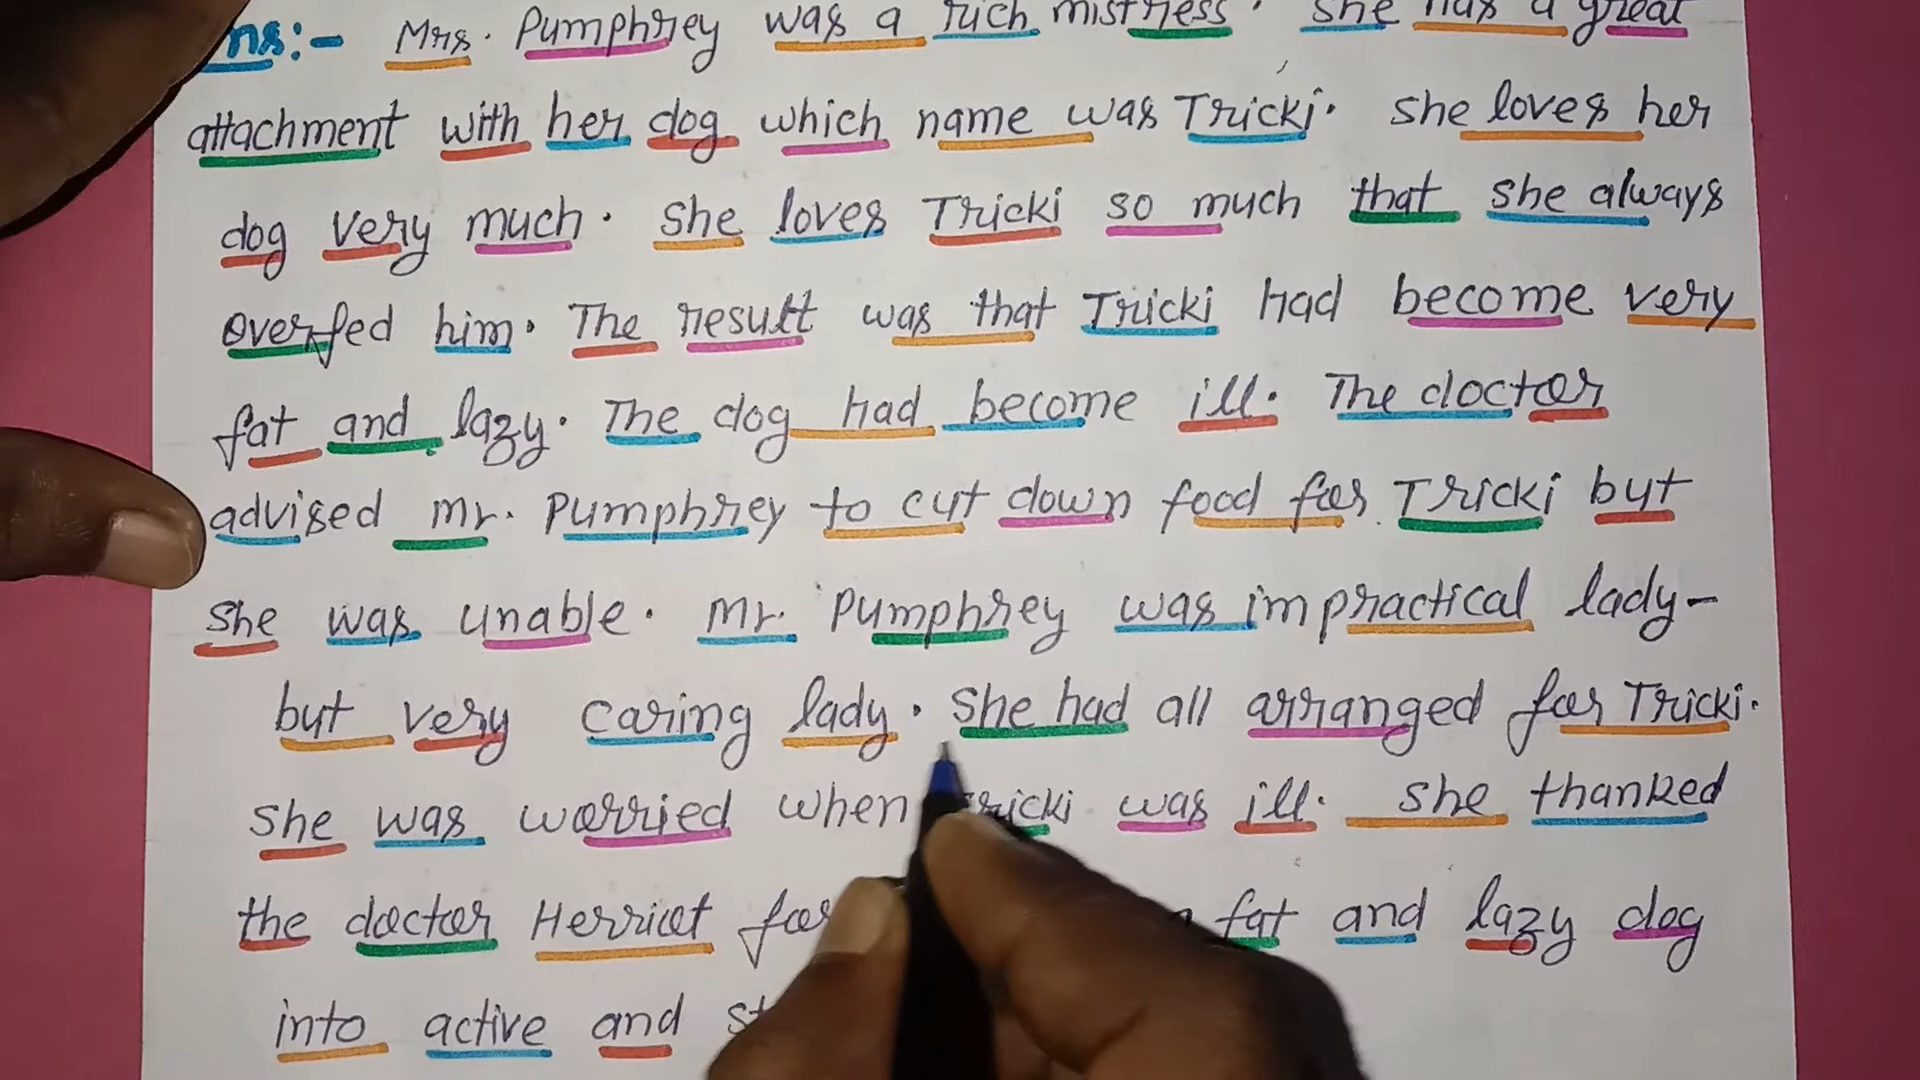 ns:- Mrs. Pumphrey was a rich mistress. She has a great
attachment with her dog which name was Tricki. She loves her
dog very much. She loves Tricki so much that she always
overfed him. The result was that Tricki had become very
fat and lazy. The dog had become ill. The doctor
advised Mr. Pumphrey to cut down food for Tricki but
she was unable. Mr. Pumphrey was impractical lady-
but very caring lady. She had all arranged for Tricki.
She was worried when Tricki was ill. She thanked
the doctor Herriot for fat and lazy dog
into active and